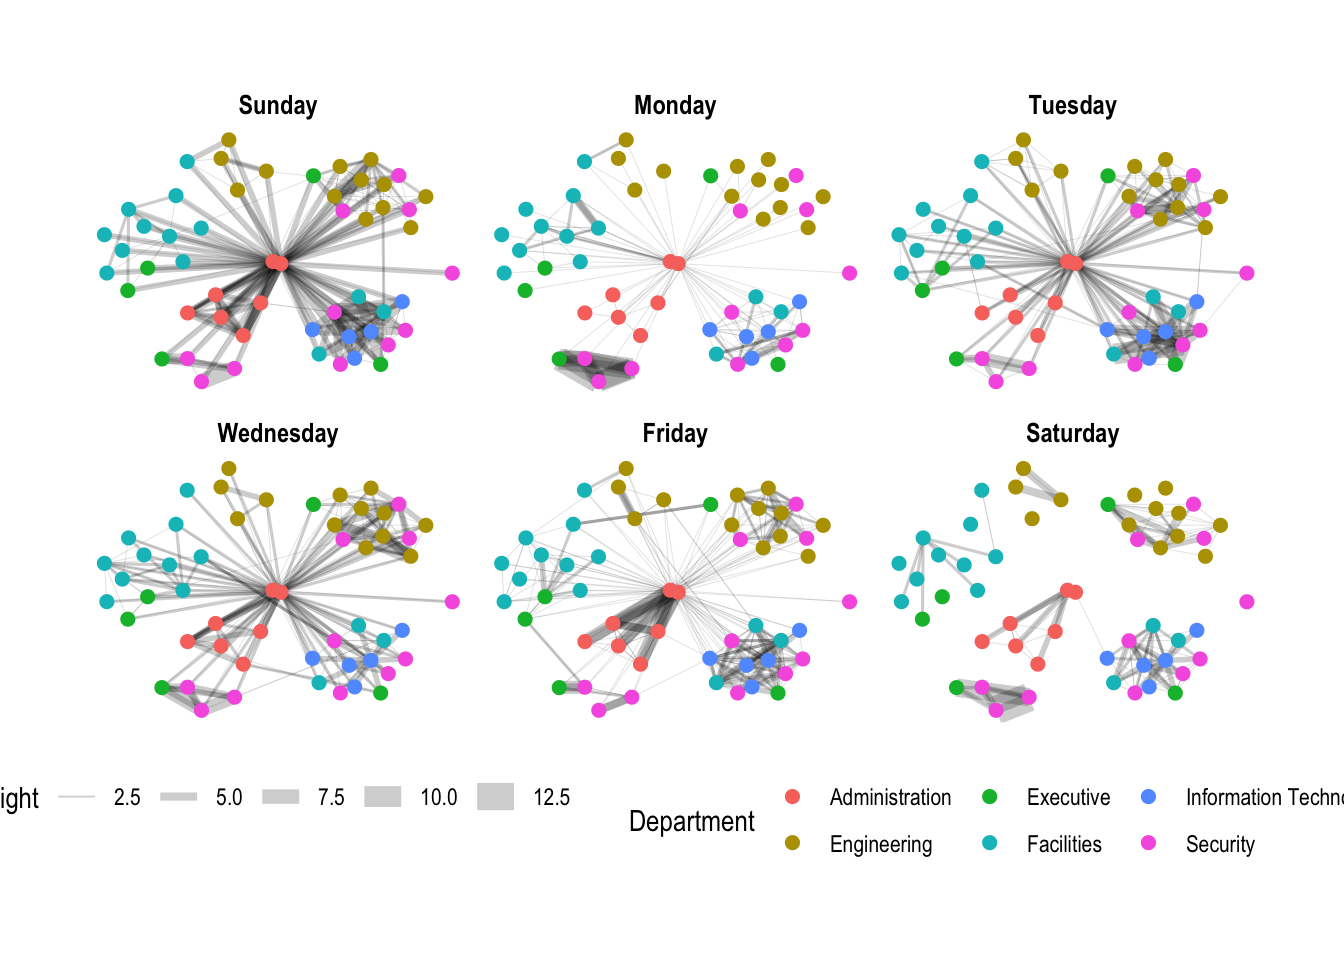 Sunday
Monday
Tuesday
Wednesday
Friday
Saturday
ight
2.5
5.0
7.5
10.0
12.5
Department
Administration
Executive
Information Techno
Engineering
Facilities
Security